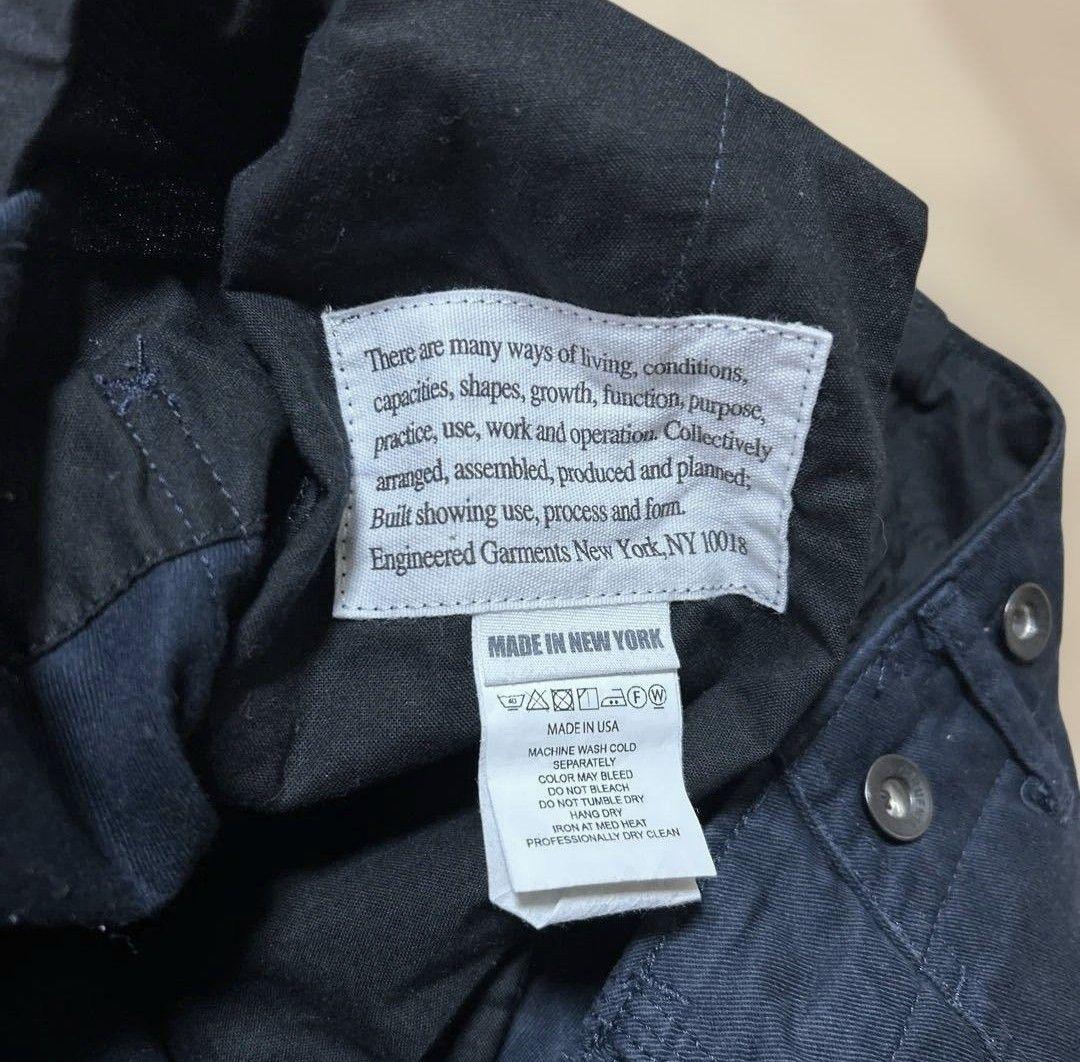 There are many ways of living, conditions,
capacities, shapes, growth, function, purpose,
practice, use, work and operation. Collectively
arranged, assembled, produced and planned;
Built showing use, process and form.
Engineered Garments New York, NY 10018
MADE IN NEW YORK
40 F W
MADE IN USA
MACHINE WASH COLD
SEPARATELY
COLOR MAY BLEED
DO NOT BLEACH
DO NOT TUMBLE DRY
HANG DRY
IRON AT MED HEAT
PROFESSIONALLY DRY CLEAN